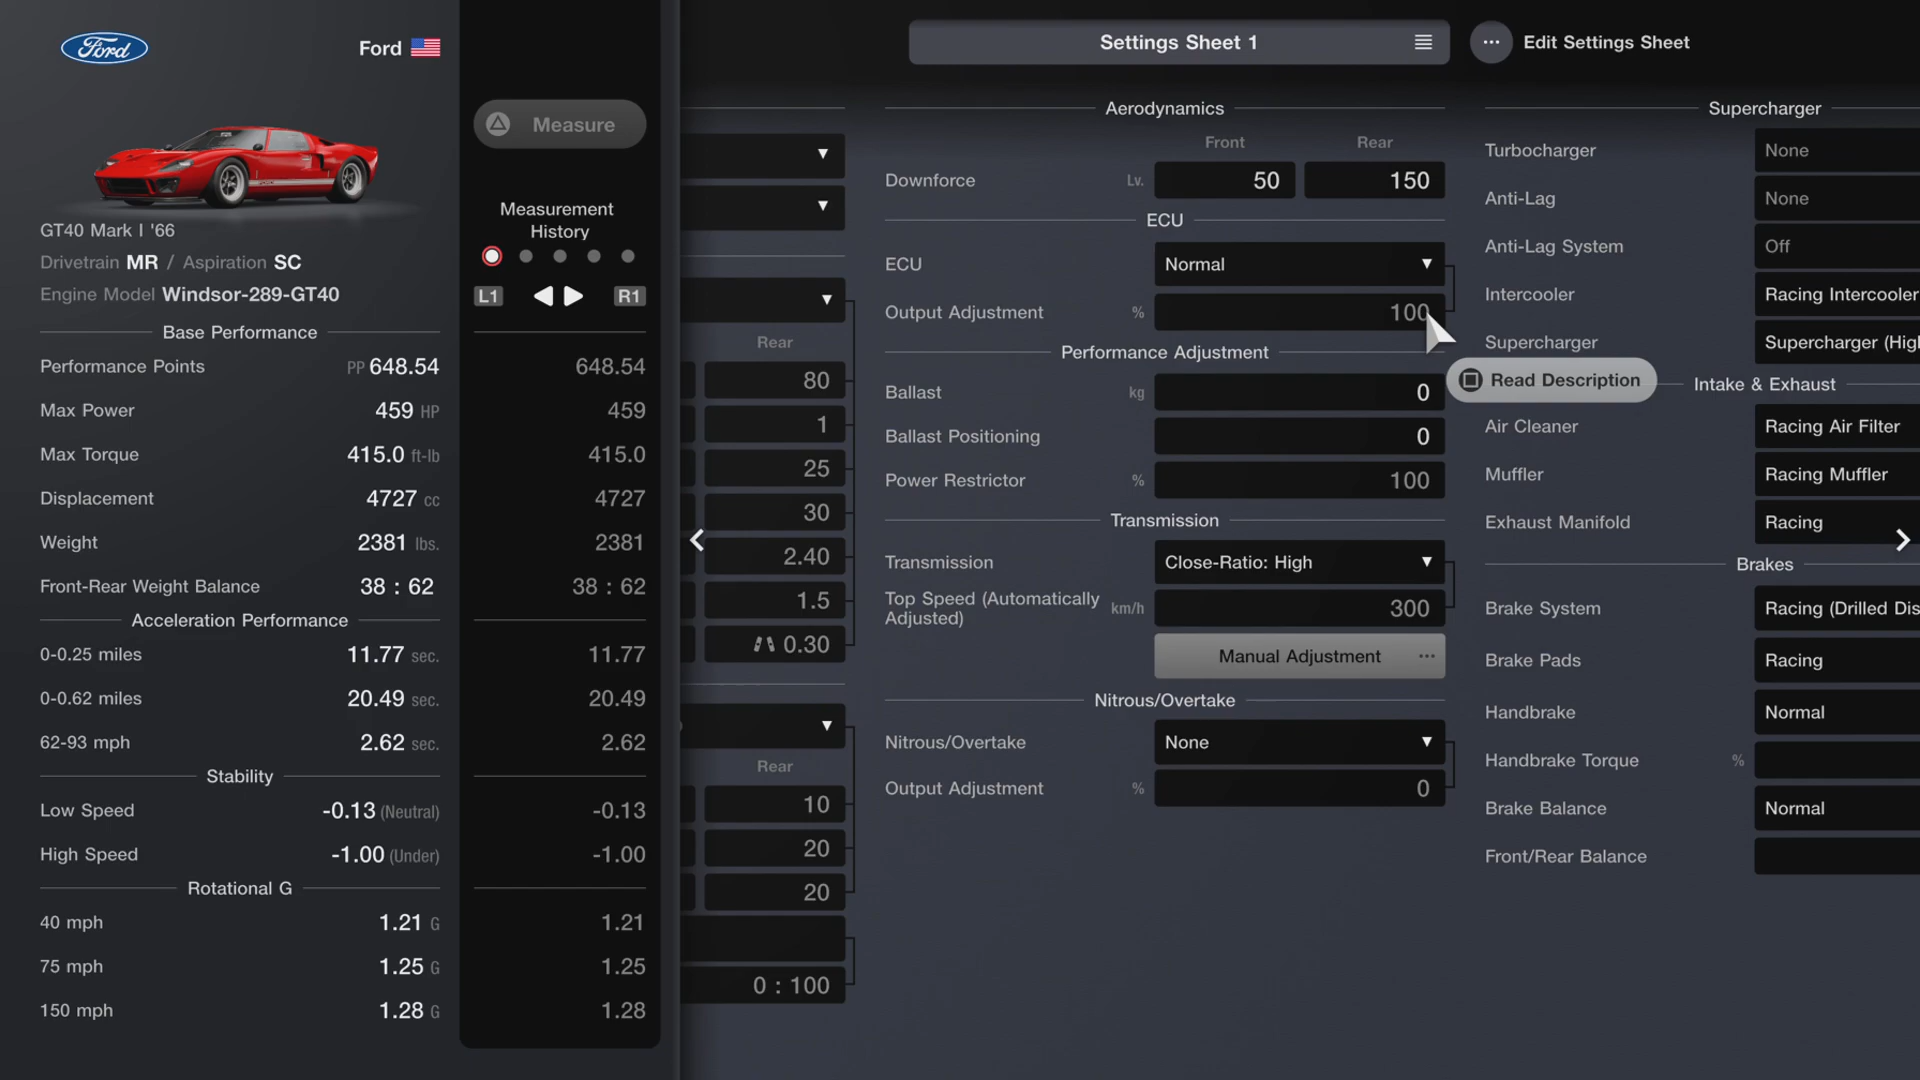 Ford
Ford
GT40 Mark I '66
Drivetrain MR / Aspiration SC
Engine Model Windsor-289-GT40
Base Performance
Performance Points PP 648.54
Max Power 459 HP
Max Torque 415.0 ft-lb
Displacement 4727 cc
Weight 2381 lbs.
Front-Rear Weight Balance 38 : 62
Acceleration Performance
0-0.25 miles 11.77 sec.
0-0.62 miles 20.49 sec.
62-93 mph 2.62 sec.
Stability
Low Speed -0.13 (Neutral)
High Speed -1.00 (Under)
Rotational G
40 mph 1.21 G
75 mph 1.25 G
150 mph 1.28 G
Measure
Measurement
History
L1 R1
648.54
459
415.0
4727
2381
38 : 62
11.77
20.49
2.62
-0.13
-1.00
1.21
1.25
1.28
Rear
80
1
25
30
2.40
1.5
0.30
Rear
10
20
20
0 : 100
Settings Sheet 1
Edit Settings Sheet
Aerodynamics
Front Rear
Downforce Lv. 50 150
ECU
ECU Normal
Output Adjustment % 100
Performance Adjustment
Ballast kg 0
Ballast Positioning 0
Power Restrictor % 100
Transmission
Transmission Close-Ratio: High
Top Speed (Automatically
Adjusted) km/h 300
Manual Adjustment
Nitrous/Overtake
Nitrous/Overtake None
Output Adjustment % 0
Supercharger
Turbocharger None
Anti-Lag None
Anti-Lag System Off
Intercooler Racing Intercooler
Supercharger Supercharger (Hig
Read Description
Intake & Exhaust
Air Cleaner Racing Air Filter
Muffler Racing Muffler
Exhaust Manifold Racing
Brakes
Brake System Racing (Drilled Dis
Brake Pads Racing
Handbrake Normal
Handbrake Torque %
Brake Balance Normal
Front/Rear Balance